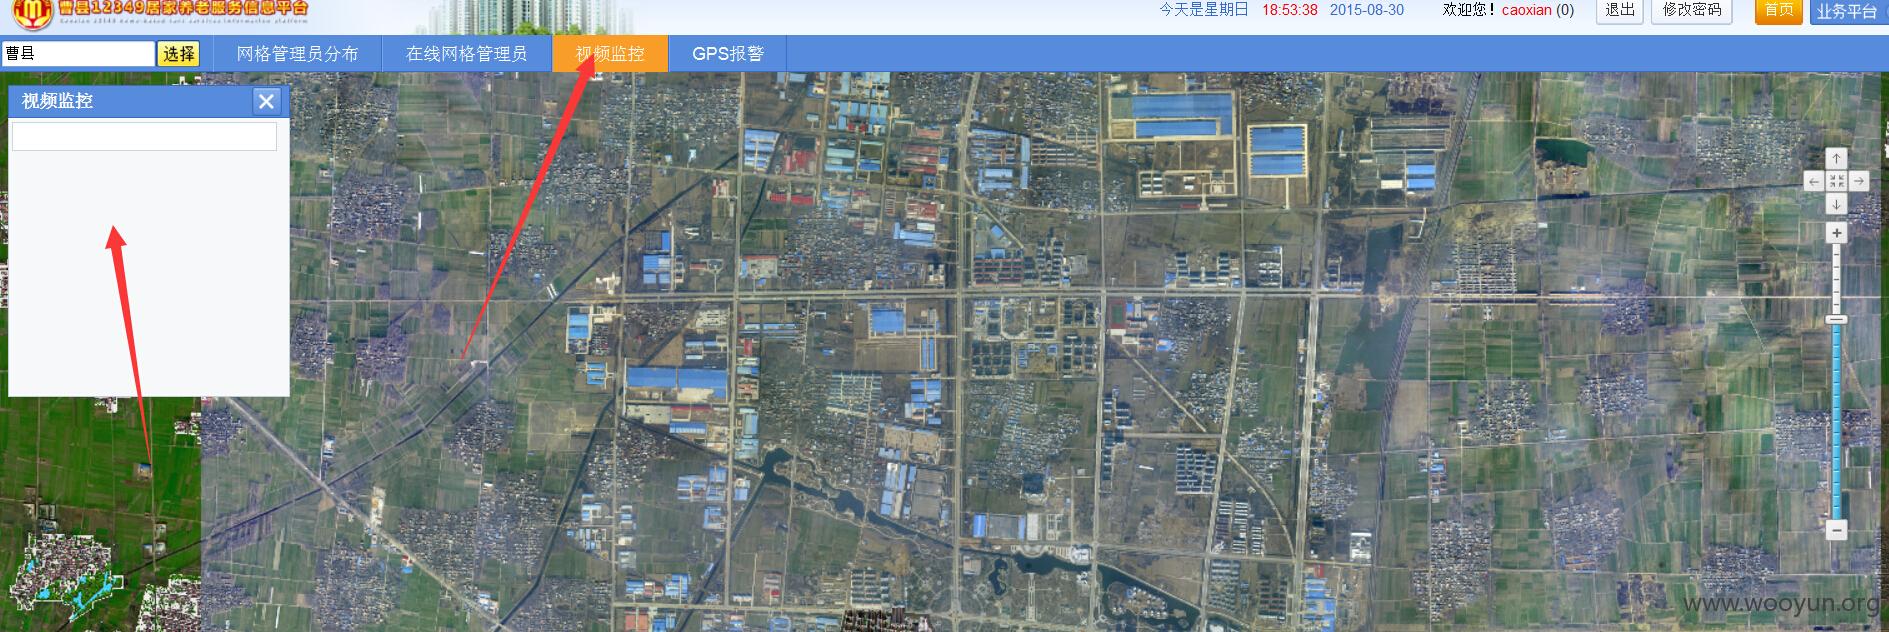 曹县12349居家养老服务信息平台
Caoxian 12349 home care services information platform
今天是星期日 18:53:38 2015-08-30 欢迎您！caoxian (0) 退出 修改密码 首页 业务平台
曹县 选择 网格管理员分布 在线网格管理员 视频监控 GPS报警
视频监控
www.wooyun.org